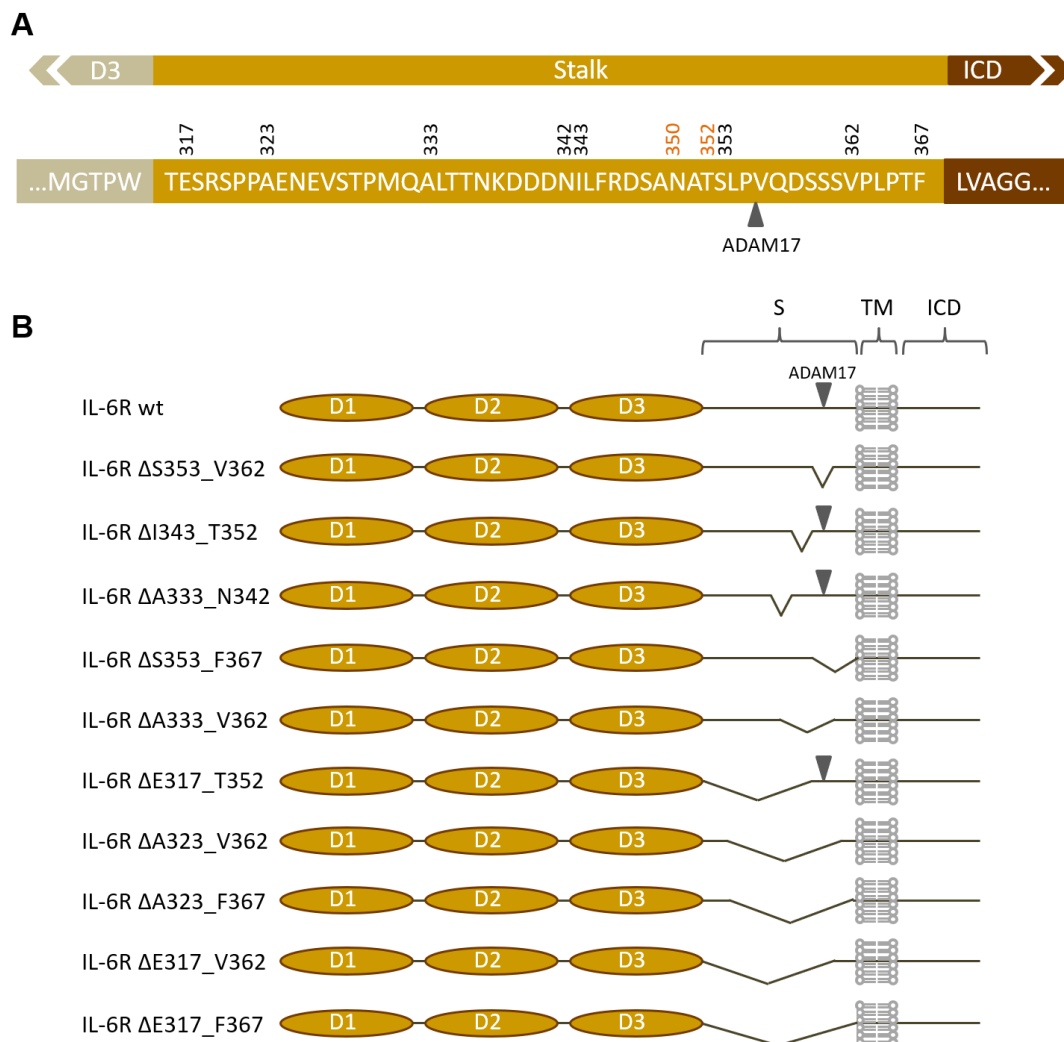 A
D3 Stalk ICD
317 323 333 342 343 350 352 353 362 367
...MGTPW TESRSPPAENEVSTPMQALTTNKDDDNILFRDSANATSLPVQDSSSVPLPTF LVAGG...
ADAM17
B
S TM ICD
ADAM17
IL-6R wt D1 D2 D3
IL-6R ΔS353_V362 D1 D2 D3
IL-6R ΔI343_T352 D1 D2 D3
IL-6R ΔA333_N342 D1 D2 D3
IL-6R ΔS353_F367 D1 D2 D3
IL-6R ΔA333_V362 D1 D2 D3
IL-6R ΔE317_T352 D1 D2 D3
IL-6R ΔA323_V362 D1 D2 D3
IL-6R ΔA323_F367 D1 D2 D3
IL-6R ΔE317_V362 D1 D2 D3
IL-6R ΔE317_F367 D1 D2 D3